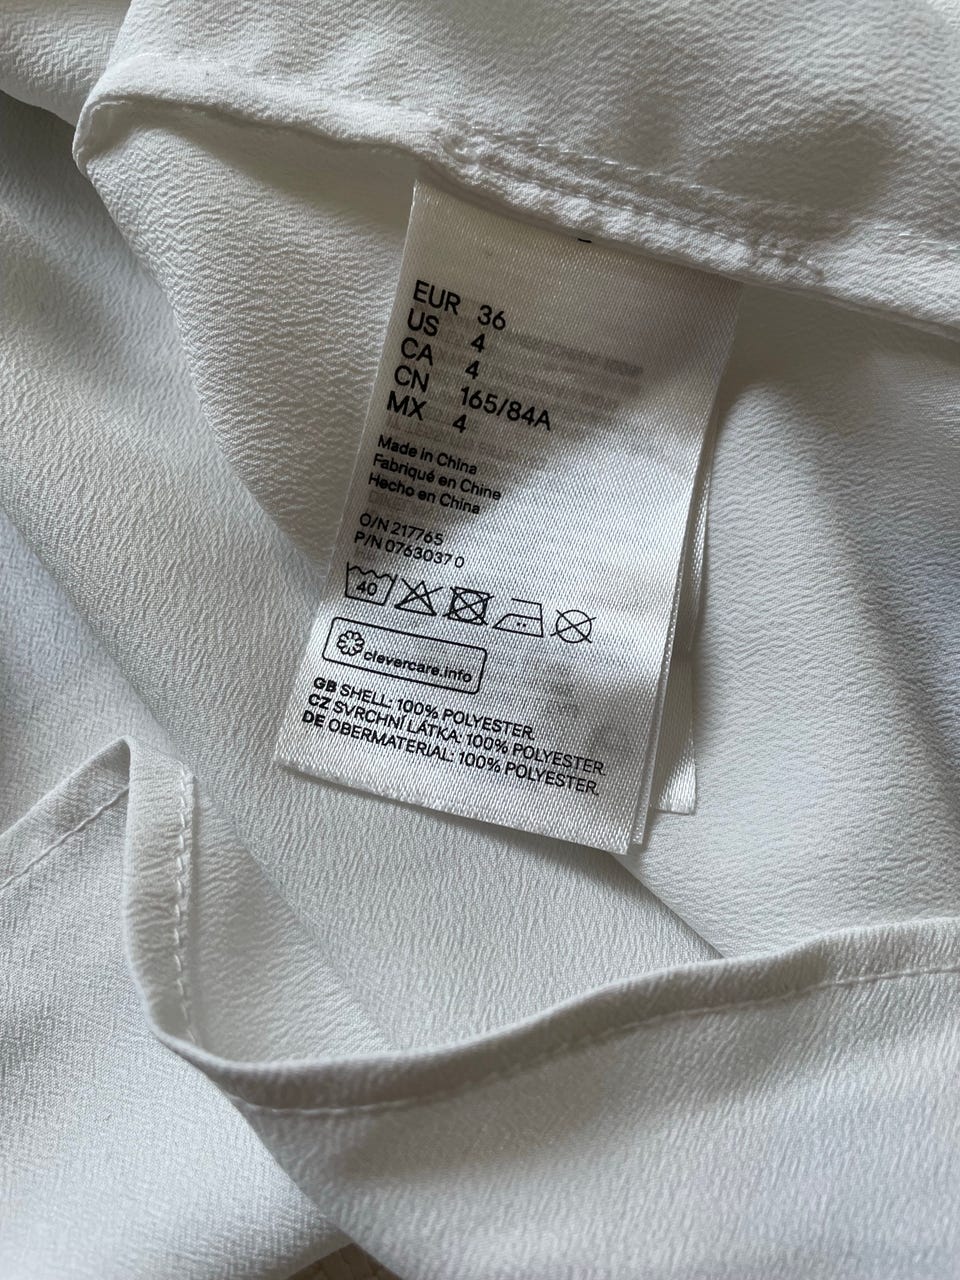 EUR 36
US 4
CA 4
CN 165/84A
MX 4
Made in China
Fabriqué en Chine
Hecho en China
O/N 217765
P/N 0763037 0
40
clevercare.info
GB SHELL: 100% POLYESTER.
CZ SVRCHNÍ LÁTKA: 100% POLYESTER.
DE OBERMATERIAL: 100% POLYESTER.